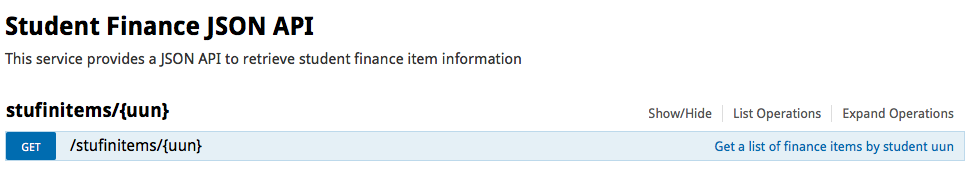 Student Finance JSON API
This service provides a JSON API to retrieve student finance item information
stufinitems/{uun} Show/Hide List Operations Expand Operations
GET /stufinitems/{uun} Get a list of finance items by student uun